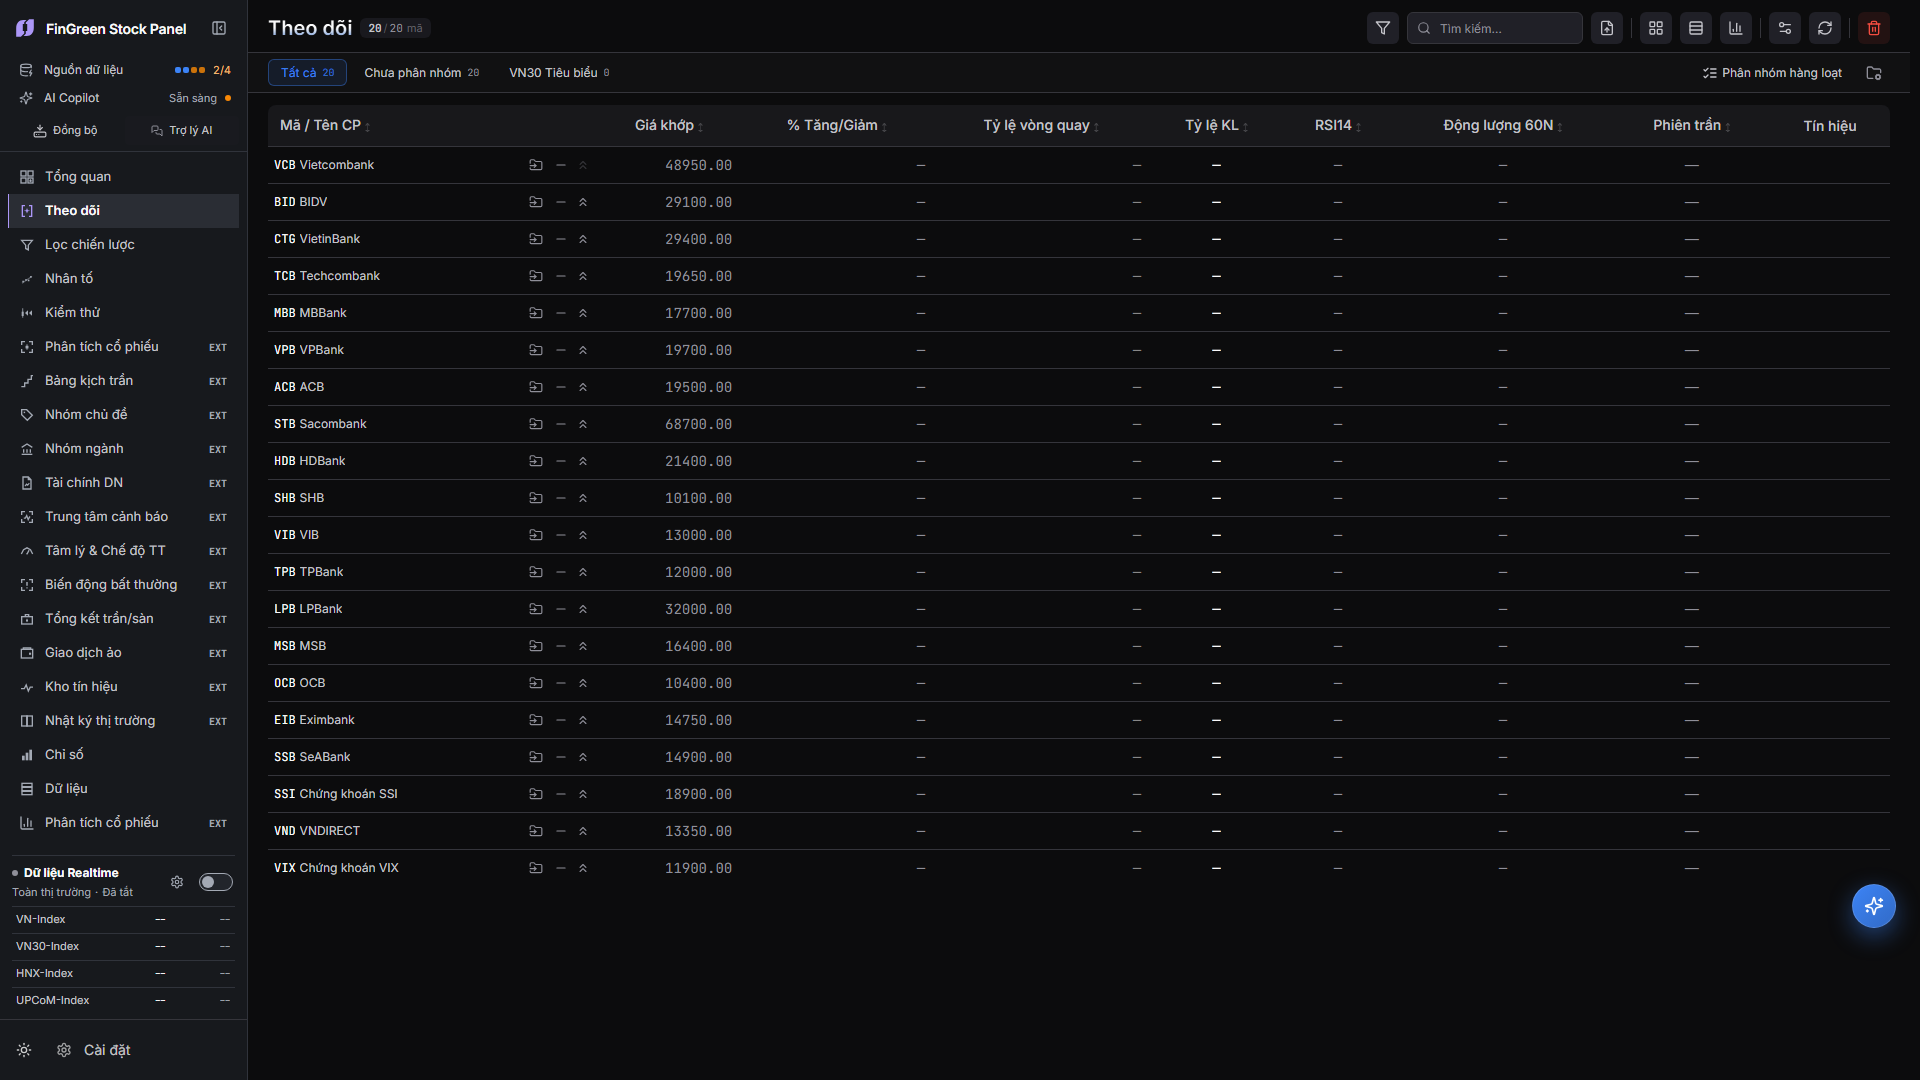 FinGreen Stock Panel
Nguồn dữ liệu 2/4
AI Copilot Sẵn sàng
Đồng bộ Trợ lý AI
Tổng quan
Theo dõi
Lọc chiến lược
Nhân tố
Kiểm thử
Phân tích cổ phiếu EXT
Bảng kịch trần EXT
Nhóm chủ đề EXT
Nhóm ngành EXT
Tài chính DN EXT
Trung tâm cảnh báo EXT
Tâm lý & Chế độ TT EXT
Biến động bất thường EXT
Tổng kết trần/sàn EXT
Giao dịch ảo EXT
Kho tín hiệu EXT
Nhật ký thị trường EXT
Chỉ số
Dữ liệu
Phân tích cổ phiếu EXT
Dữ liệu Realtime
Toàn thị trường · Đã tắt
VN-Index -- --
VN30-Index -- --
HNX-Index -- --
UPCoM-Index -- --
Cài đặt
Theo dõi 20/20 mã
Tìm kiếm...
Tất cả 20 Chưa phân nhóm 20 VN30 Tiêu biểu 0 Phân nhóm hàng loạt
Mã / Tên CP Giá khớp % Tăng/Giảm Tỷ lệ vòng quay Tỷ lệ KL RSI14 Động lượng 60N Phiên trần Tín hiệu
VCB Vietcombank 48950.00 — — — — — —
BID BIDV 29100.00 — — — — — —
CTG VietinBank 29400.00 — — — — — —
TCB Techcombank 19650.00 — — — — — —
MBB MBBank 17700.00 — — — — — —
VPB VPBank 19700.00 — — — — — —
ACB ACB 19500.00 — — — — — —
STB Sacombank 68700.00 — — — — — —
HDB HDBank 21400.00 — — — — — —
SHB SHB 10100.00 — — — — — —
VIB VIB 13000.00 — — — — — —
TPB TPBank 12000.00 — — — — — —
LPB LPBank 32000.00 — — — — — —
MSB MSB 16400.00 — — — — — —
OCB OCB 10400.00 — — — — — —
EIB Eximbank 14750.00 — — — — — —
SSB SeABank 14900.00 — — — — — —
SSI Chứng khoán SSI 18900.00 — — — — — —
VND VNDIRECT 13350.00 — — — — — —
VIX Chứng khoán VIX 11900.00 — — — — — —